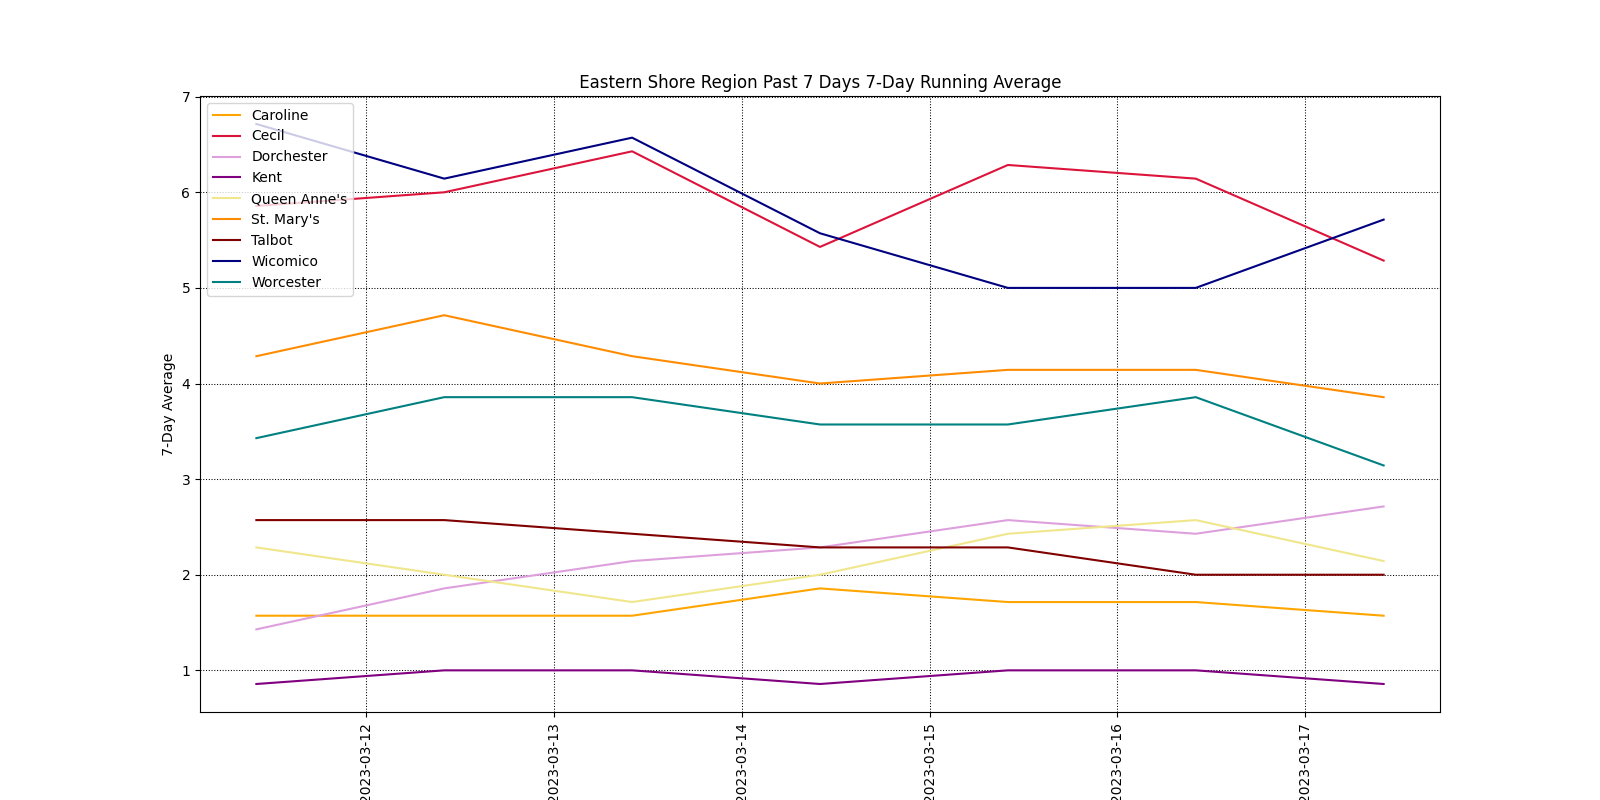 Eastern Shore Region Past 7 Days 7-Day Running Average
7-Day Average
7
6
5
4
3
2
1
Caroline
Cecil
Dorchester
Kent
Queen Anne's
St. Mary's
Talbot
Wicomico
Worcester
2023-03-12
2023-03-13
2023-03-14
2023-03-15
2023-03-16
2023-03-17